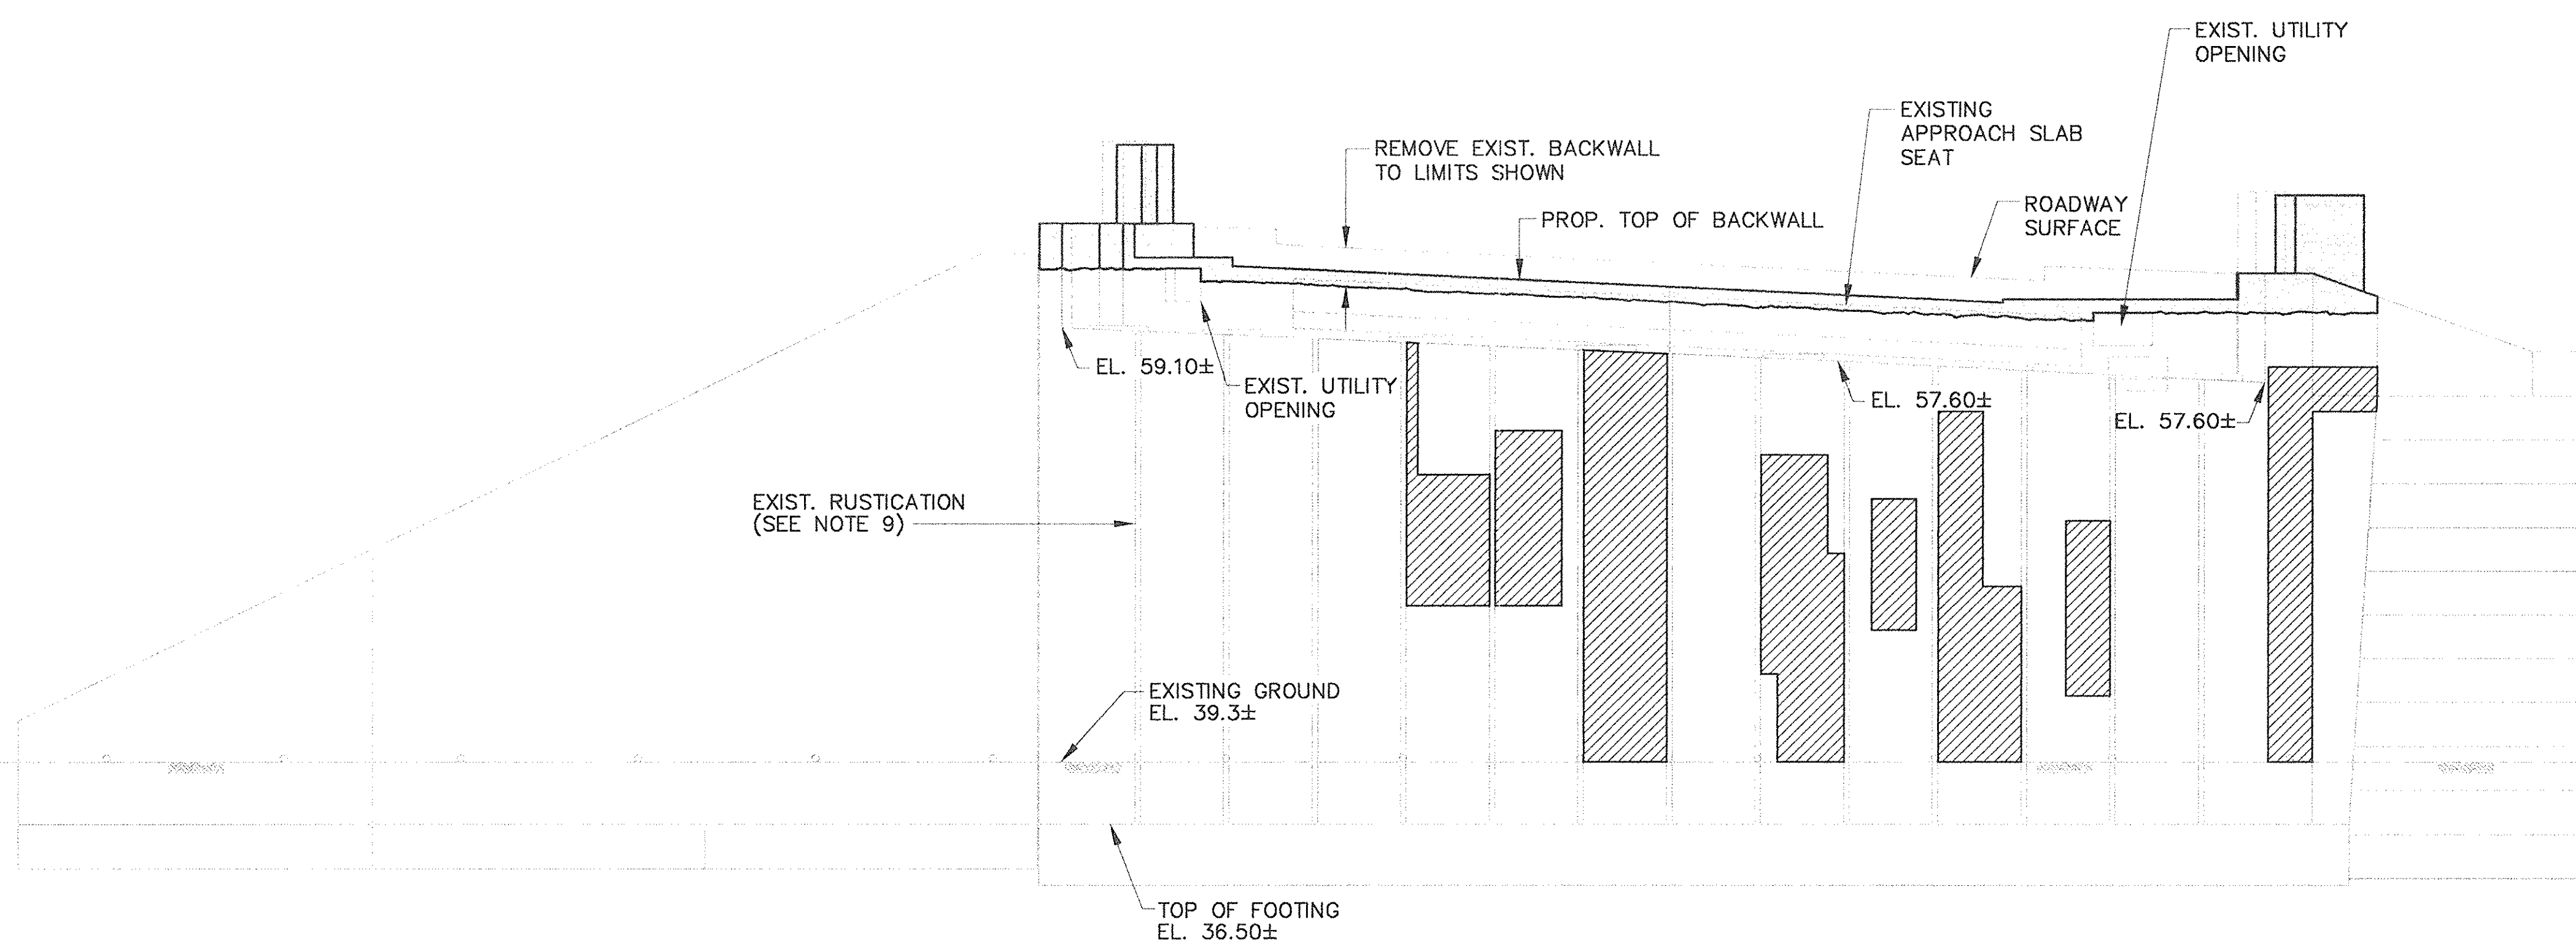 EXIST. UTILITY
OPENING
EXISTING
APPROACH SLAB
SEAT
REMOVE EXIST. BACKWALL
TO LIMITS SHOWN
ROADWAY
SURFACE
PROP. TOP OF BACKWALL
EL. 59.10±
EXIST. UTILITY
OPENING
EL. 57.60±
EL. 57.60±
EXIST. RUSTICATION
(SEE NOTE 9)
EXISTING GROUND
EL. 39.3±
TOP OF FOOTING
EL. 36.50±